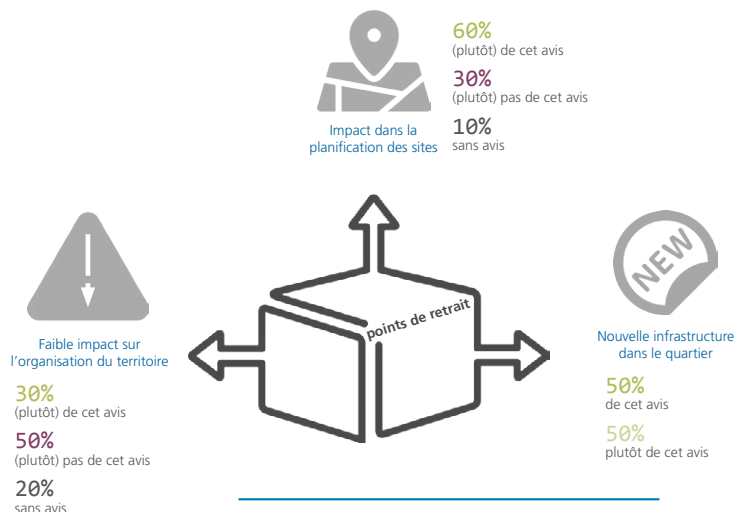 60%
(plutôt) de cet avis
30%
(plutôt) pas de cet avis
10%
sans avis
Impact dans la
planification des sites
points de retrait
NEW
Faible impact sur
l'organisation du territoire
30%
(plutôt) de cet avis
50%
(plutôt) pas de cet avis
20%
sans avis
Nouvelle infrastructure
dans le quartier
50%
de cet avis
50%
plutôt de cet avis